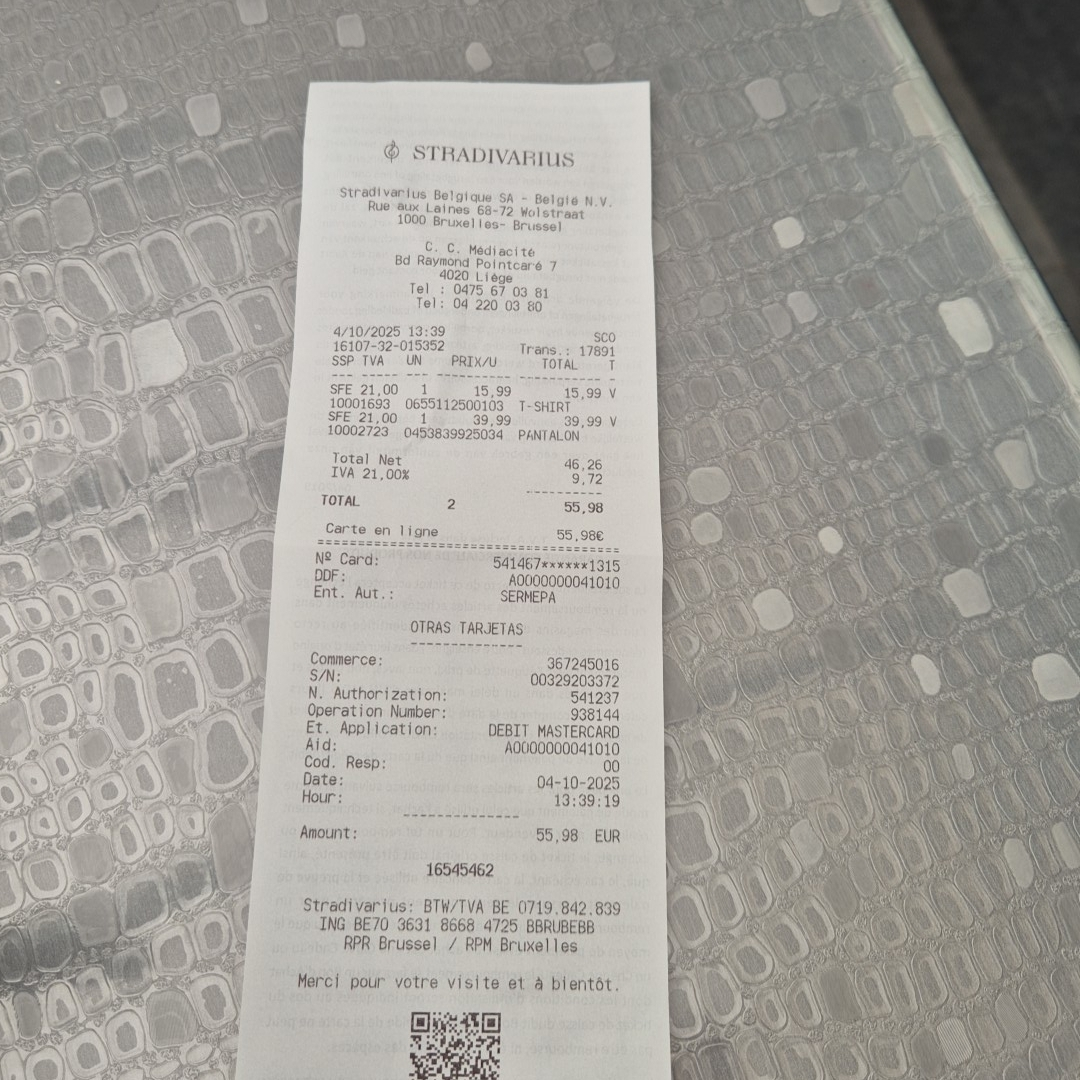 STRADIVARIUS
Stradivarius Belgique SA - België N.V.
Rue aux Laines 68-72 Wolstraat
1000 Bruxelles- Brussel
C. C. Médiacité
Bd Raymond Pointcaré 7
4020 Liège
Tel : 0475 67 03 81
Tel: 04 220 03 80
4/10/2025 13:39 SCO
16107-32-015352 Trans.: 17891
SSP TVA UN PRIX/U TOTAL T
SFE 21,00 1 15,99 15,99 V
10001693 0655112500103 T-SHIRT
SFE 21,00 1 39,99 39,99 V
10002723 0453839925034 PANTALON
Total Net 46,26
IVA 21,00% 9,72
TOTAL 2 55,98
Carte en ligne 55,98€
Nº Card: 541467******1315
DDF: A0000000041010
Ent. Aut.: SERMEPA
OTRAS TARJETAS
Commerce: 367245016
S/N: 00329203372
N. Authorization: 541237
Operation Number: 938144
Et. Application: DEBIT MASTERCARD
Aid: A0000000041010
Cod. Resp: 00
Date: 04-10-2025
Hour: 13:39:19
Amount: 55,98 EUR
16545462
Stradivarius: BTW/TVA BE 0719.842.839
ING BE70 3631 8668 4725 BBRUBEBB
RPR Brussel / RPM Bruxelles
Merci pour votre visite et à bientôt.